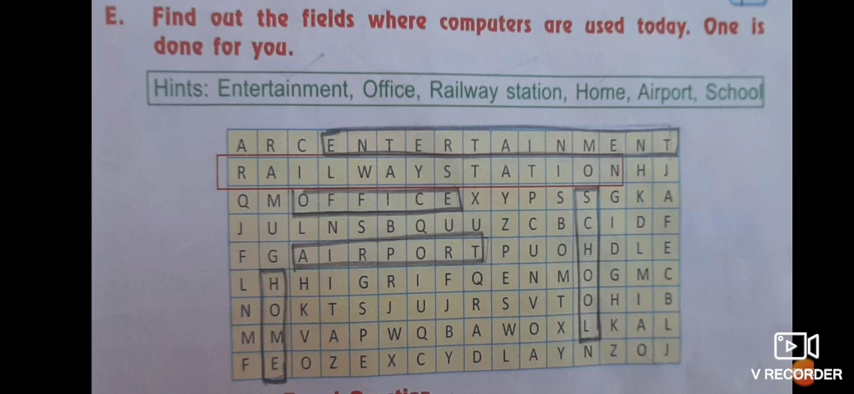 E. Find out the fields where computers are used today. One is
done for you.
Hints: Entertainment, Office, Railway station, Home, Airport, School
A R C E N T E R T A I N M E N T
R A I L W A Y S T A T I O N H J
Q M O F F I C E X Y P S S G K A
J U L N S B Q U U Z C B C I D F
F G A I R P O R T P U O H D L E
L H H I G R I F Q E N M O G M C
N O K T S J U J R S V T O H I B
M M V A P W Q B A W O X L K A L
F E O Z E X C Y D L A Y N Z O J
V RECORDER